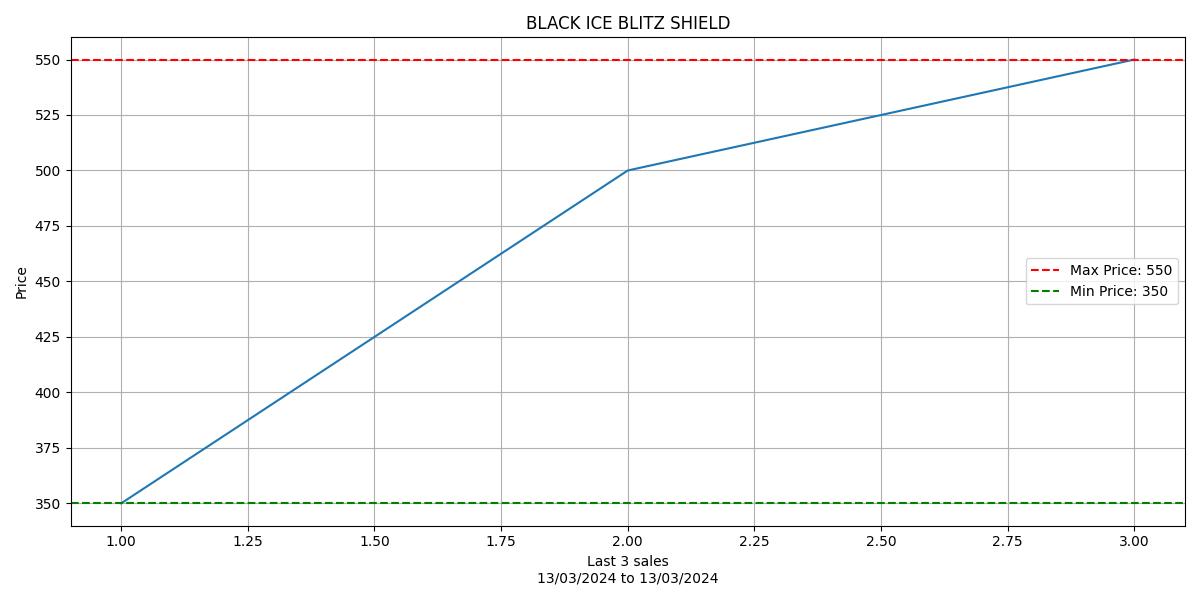 BLACK ICE BLITZ SHIELD
550
525
500
475
450
425
400
375
350
Price
Max Price: 550
Min Price: 350
1.00 1.25 1.50 1.75 2.00 2.25 2.50 2.75 3.00
Last 3 sales
13/03/2024 to 13/03/2024